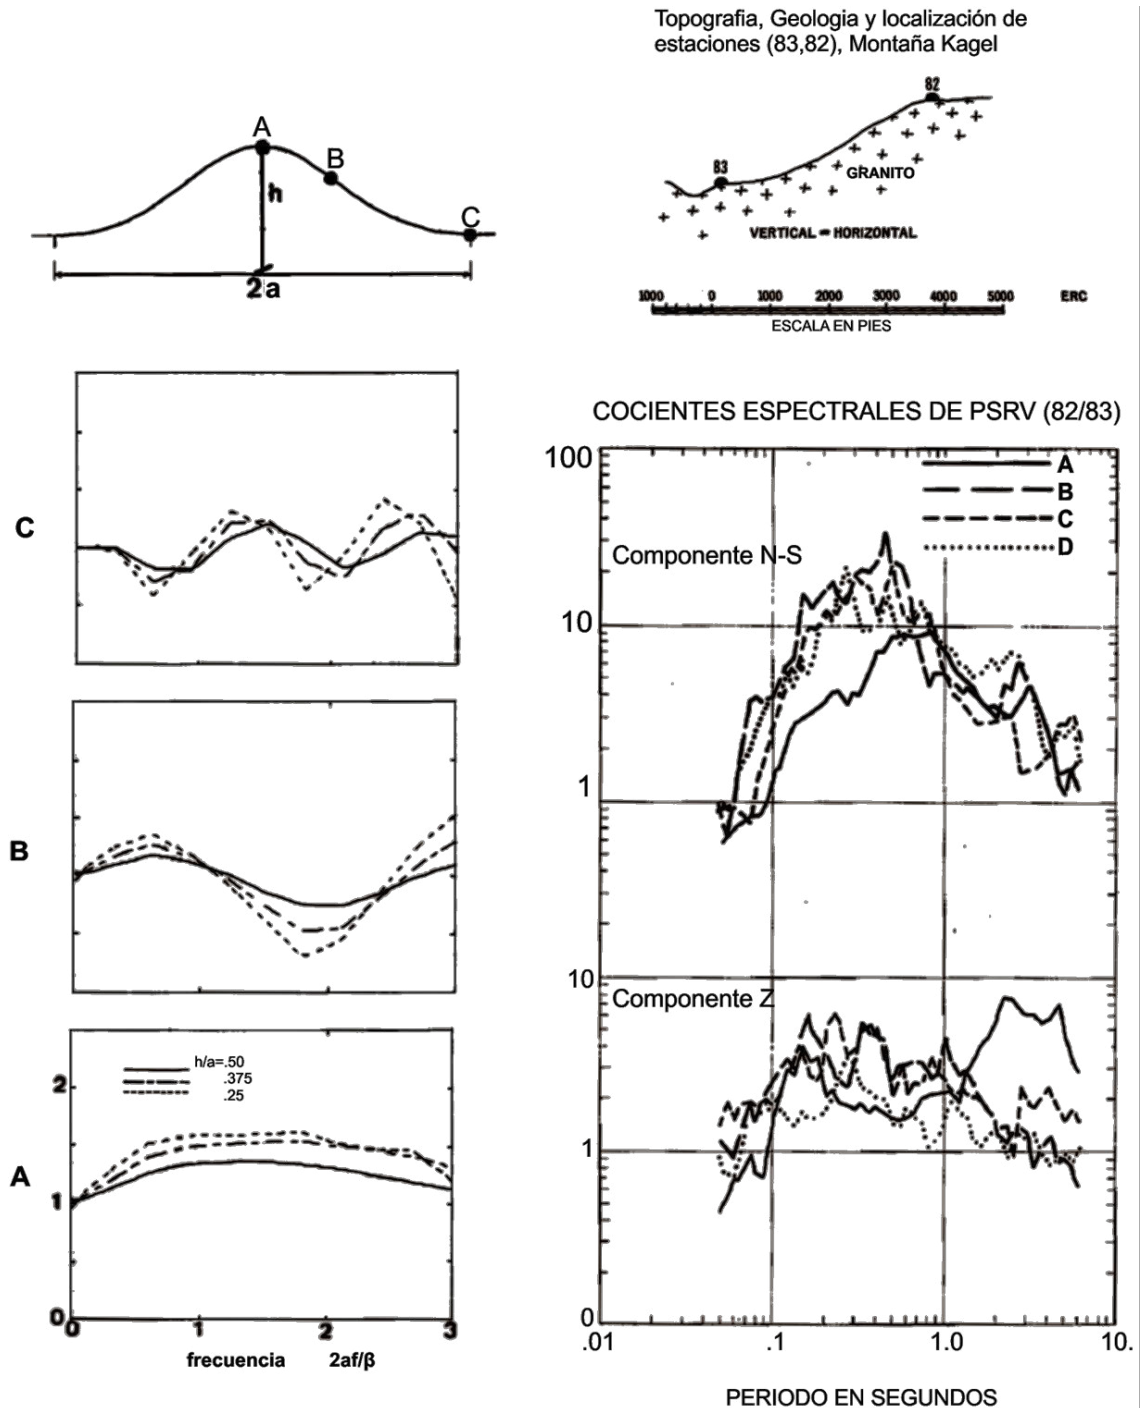 Topografia, Geologia y localización de
estaciones (83,82), Montaña Kagel
A
B
h
C
2a
82
83
GRANITO
VERTICAL = HORIZONTAL
1000 0 1000 2000 3000 4000 5000 ERC
ESCALA EN PIES
C
B
A
h/a=.50
.375
.25
2
1
0
0 1 2 3
frecuencia 2af/β
COCIENTES ESPECTRALES DE PSRV (82/83)
100
A
B
C
D
Componente N-S
10
1
10
Componente Z
1
0
.01 .1 1.0 10.
PERIODO EN SEGUNDOS